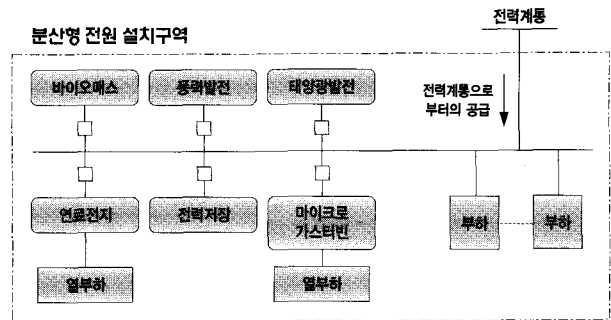 전력계통
분산형 전원 설치구역
바이오매스
풍력발전
태양광발전
전력계통으로
부터의 공급
연료전지
전력저장
마이크로
가스터빈
부하
부하
열부하
열부하